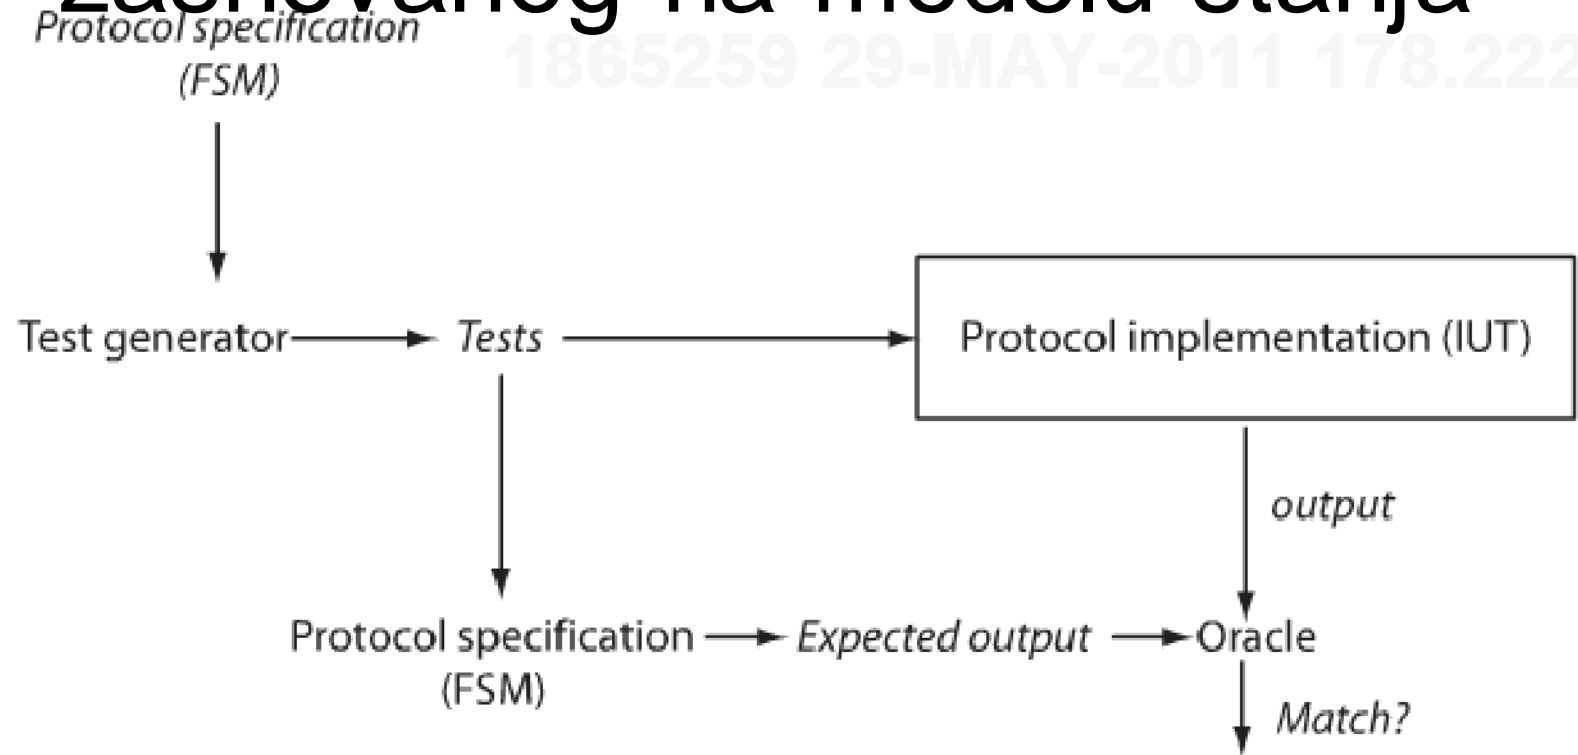 zasnovanog na modelu stanja
Protocol specification
(FSM)
1865259 29-MAY-2011 178.222
Test generator
Tests
Protocol implementation (IUT)
output
Protocol specification
(FSM)
Expected output
Oracle
Match?